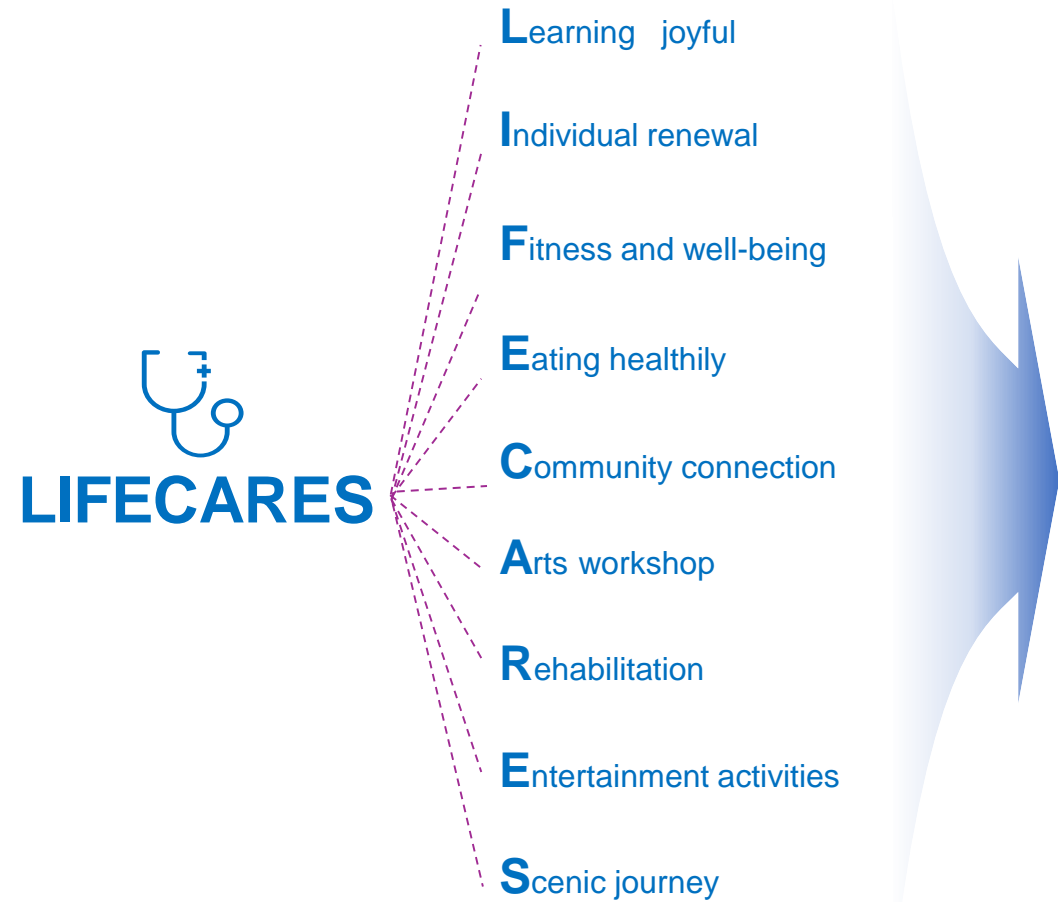 Learning joyful
Individual renewal
Fitness and well-being
Eating healthily
LIFECARES
Community connection
Arts workshop
Rehabilitation
Entertainment activities
Scenic journey